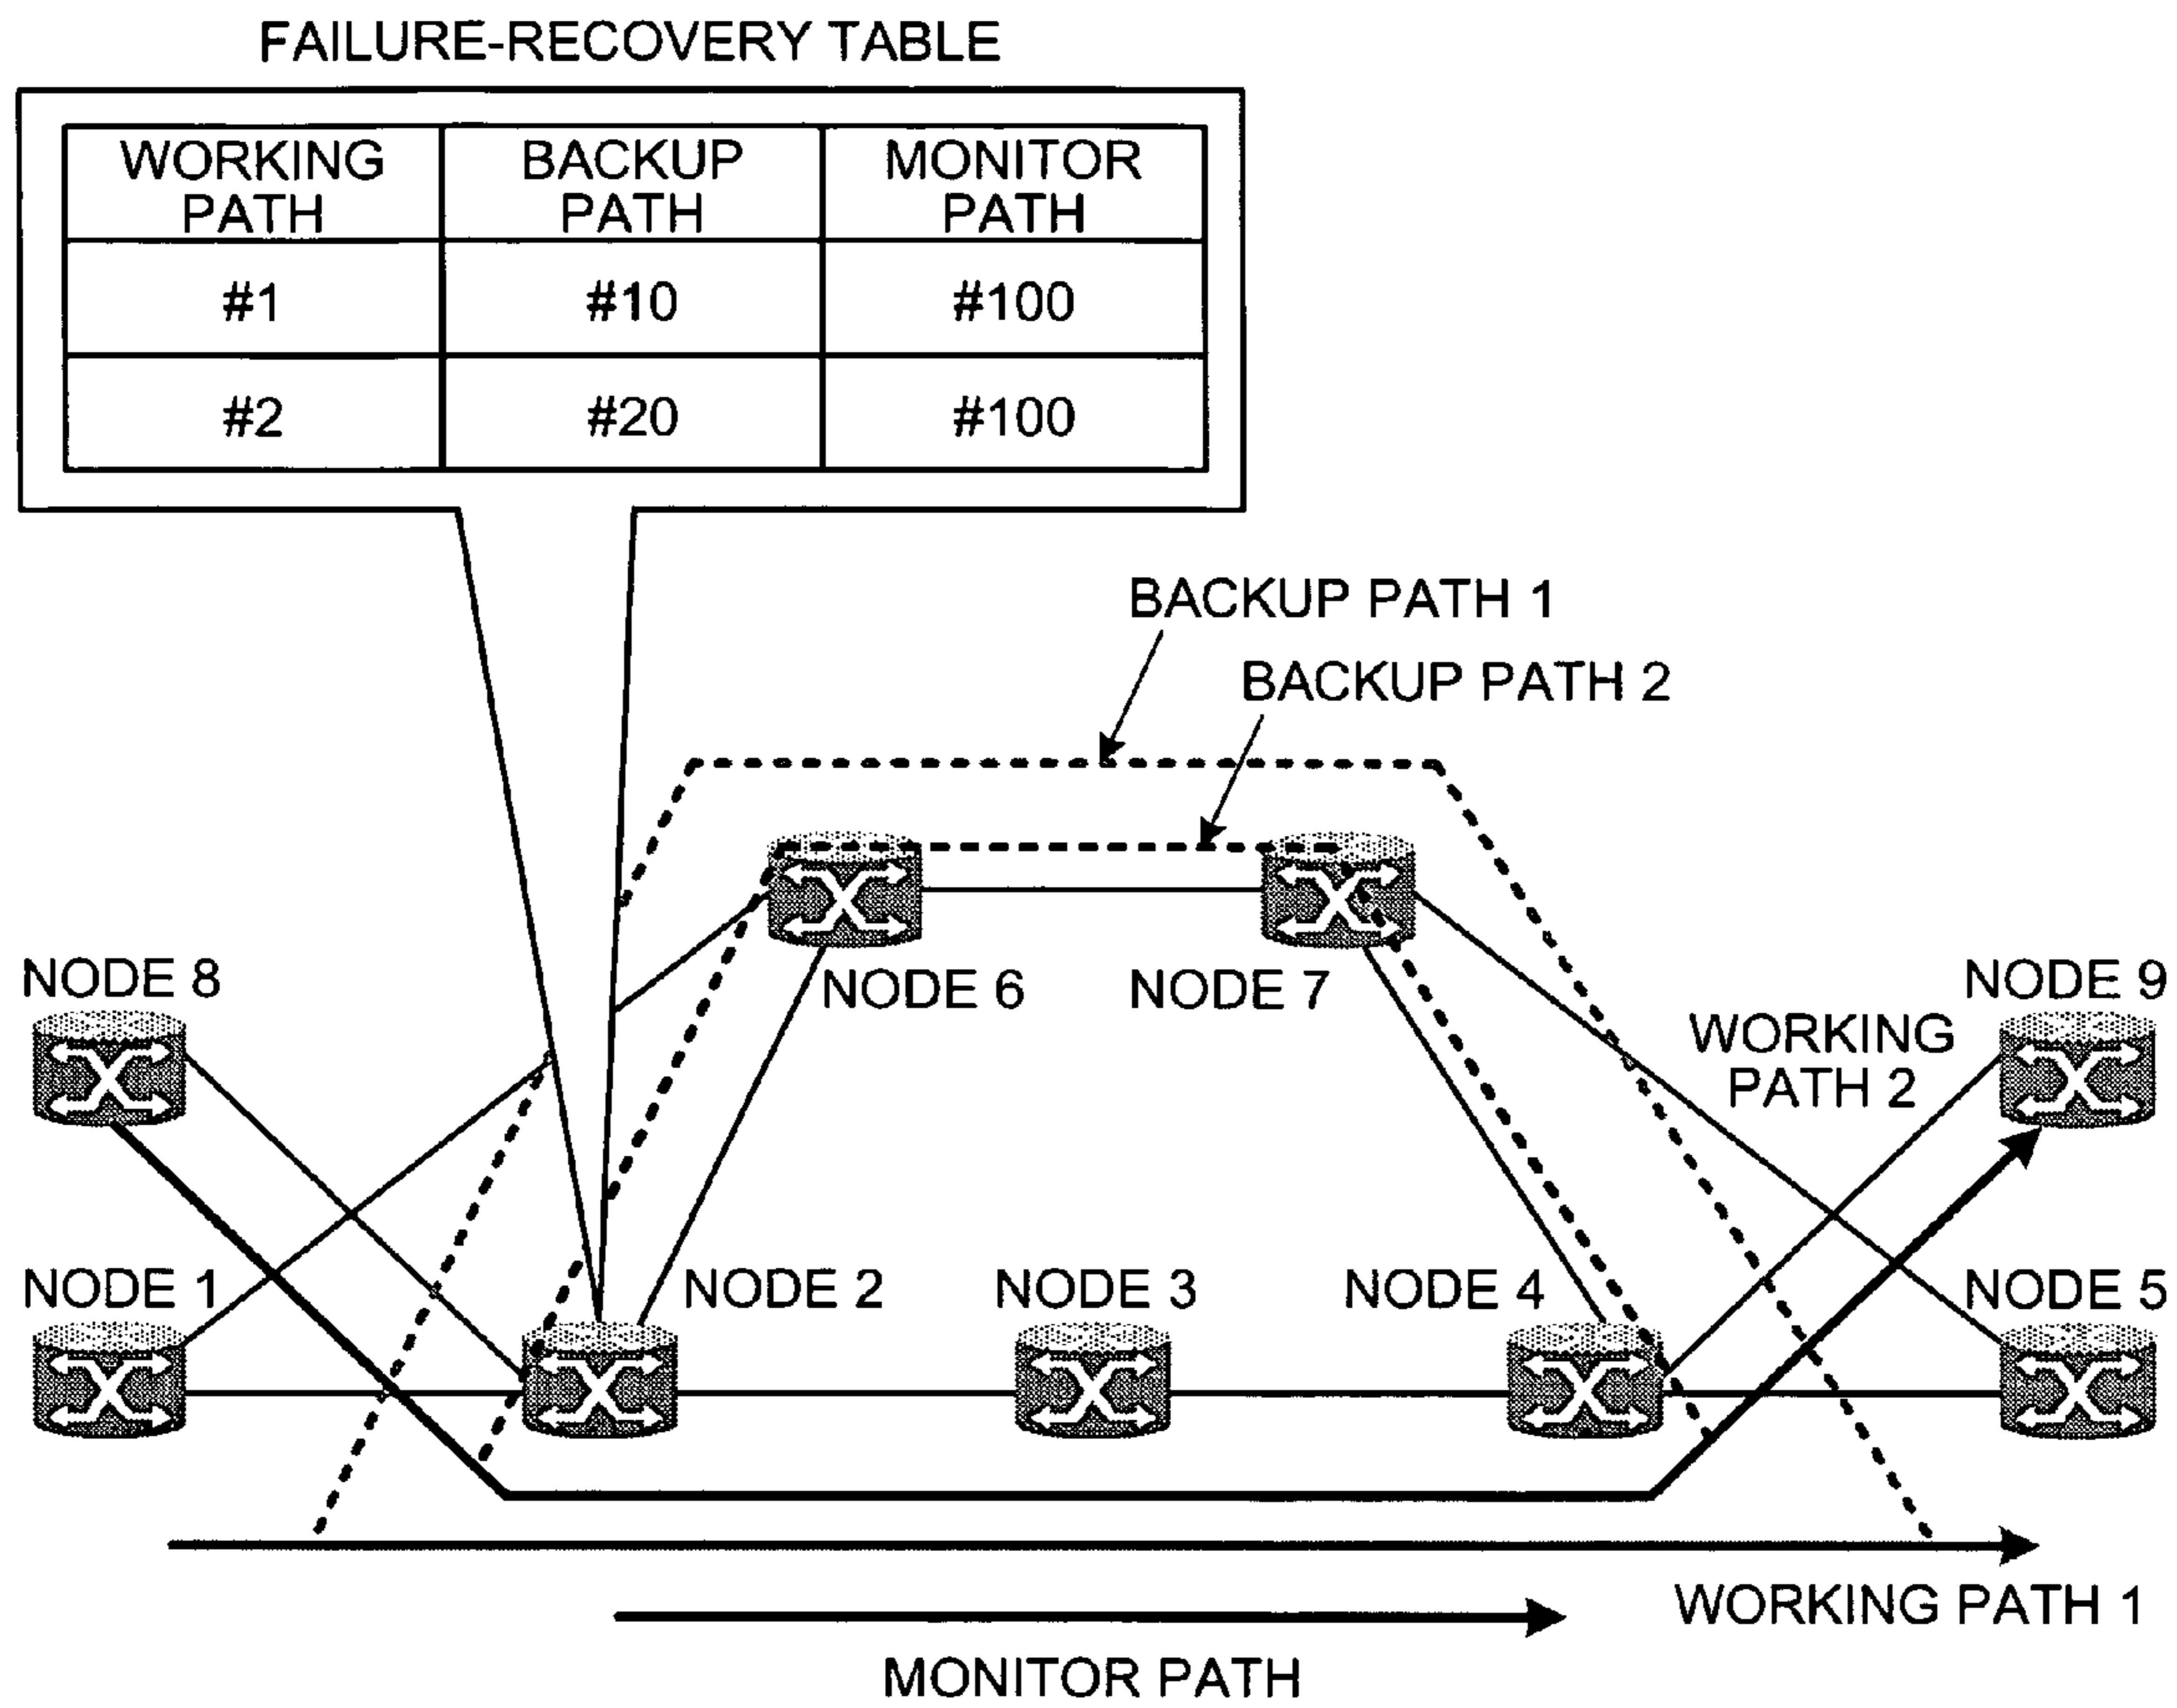 FAILURE-RECOVERY TABLE
WORKING PATH
BACKUP PATH
MONITOR PATH
#1
#10
#100
#2
#20
#100
BACKUP PATH 1
BACKUP PATH 2
NODE 8
NODE 6
NODE 7
NODE 9
WORKING
PATH 2
NODE 1
NODE 2
NODE 3
NODE 4
NODE 5
WORKING PATH 1
MONITOR PATH